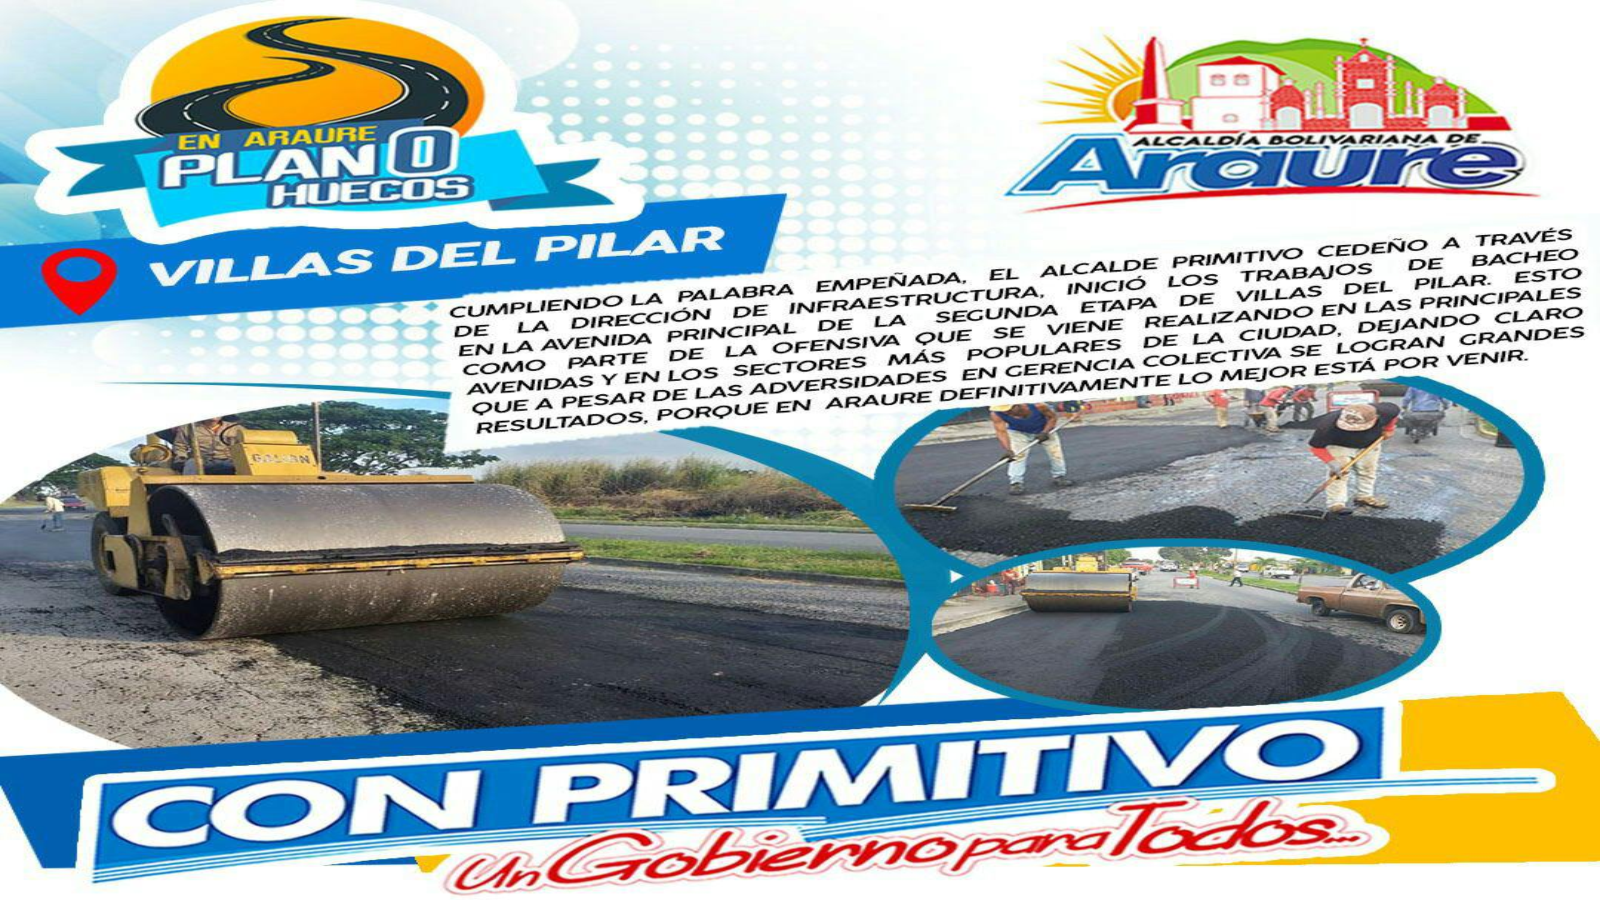 EN ARAURE
PLAN 0
HUECOS
ALCALDÍA BOLIVARIANA DE
Araure
VILLAS DEL PILAR
CUMPLIENDO LA PALABRA EMPEÑADA, EL ALCALDE PRIMITIVO CEDEÑO A TRAVÉS
DE LA DIRECCIÓN DE INFRAESTRUCTURA, INICIÓ LOS TRABAJOS DE BACHEO
EN LA AVENIDA PRINCIPAL DE LA SEGUNDA ETAPA DE VILLAS DEL PILAR. ESTO
COMO PARTE DE LA OFENSIVA QUE SE VIENE REALIZANDO EN LAS PRINCIPALES
AVENIDAS Y EN LOS SECTORES MÁS POPULARES DE LA CIUDAD, DEJANDO CLARO
QUE A PESAR DE LAS ADVERSIDADES EN GERENCIA COLECTIVA SE LOGRAN GRANDES
RESULTADOS, PORQUE EN ARAURE DEFINITIVAMENTE LO MEJOR ESTÁ POR VENIR.
GALION
CON PRIMITIVO
Un Gobierno para Todos...